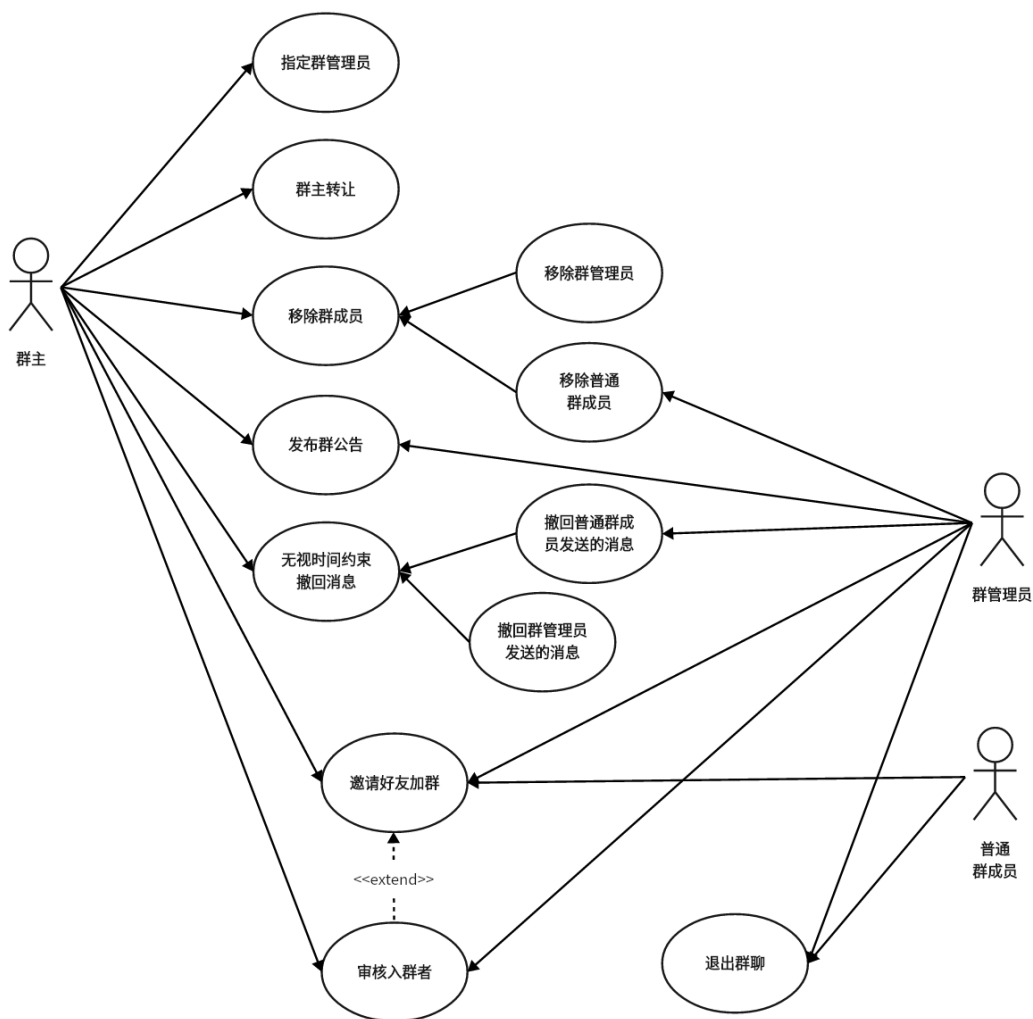 指定群管理员
群主转让
移除群管理员
移除群成员
群主
移除普通
群成员
发布群公告
撤回普通群成
员发送的消息
无视时间约束
撤回消息
群管理员
撤回群管理员
发送的消息
邀请好友加群
普通
群成员
<<extend>>
审核入群者
退出群聊